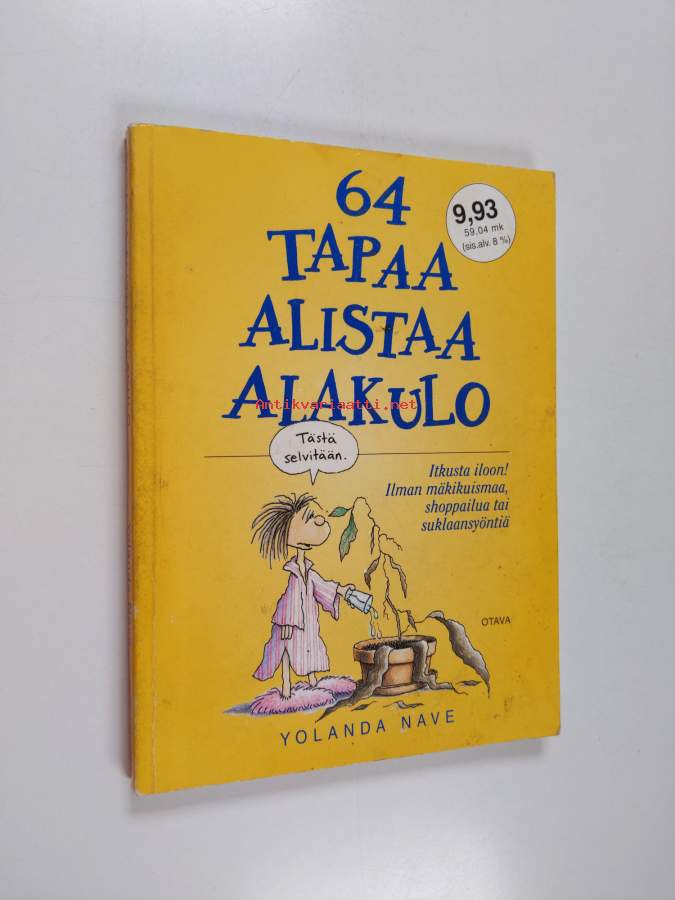 64
TAPAA
ALISTAA
ALAKULO
9,93
59,04 mk
(sis.alv. 8 %)
Antikvariaatti.net
Tästä
selvitään.
Itkusta iloon!
Ilman mäkikuismaa,
shoppailua tai
suklaansyöntiä
OTAVA
YOLANDA NAVE